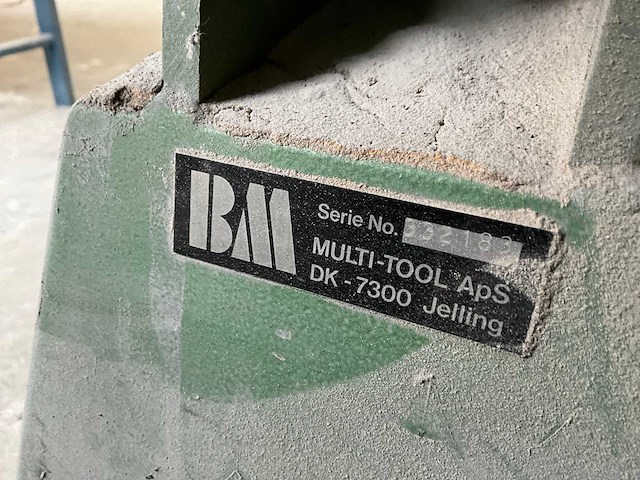 BM
Serie No.
MULTI-TOOL ApS
DK-7300 Jelling